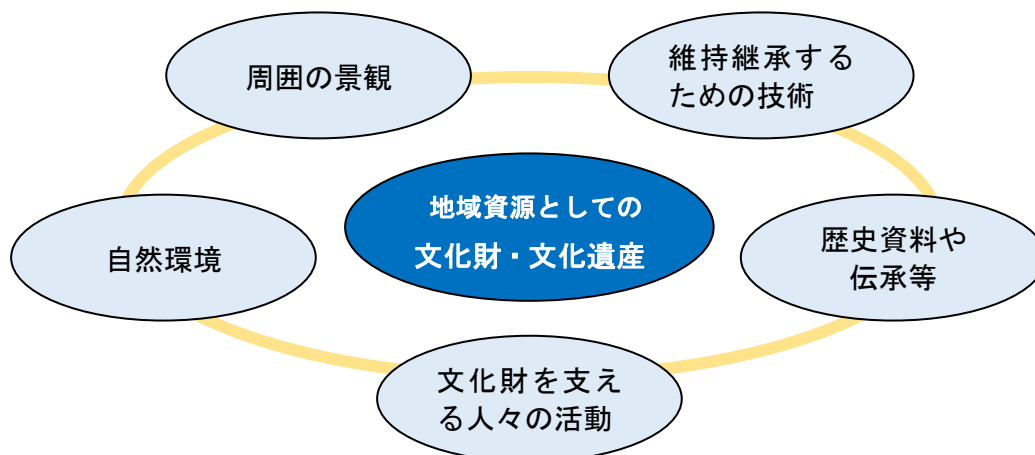 周囲の景観
維持継承する
ための技術
地域資源としての
文化財・文化遺産
自然環境
歴史資料や
伝承等
文化財を支え
る人々の活動